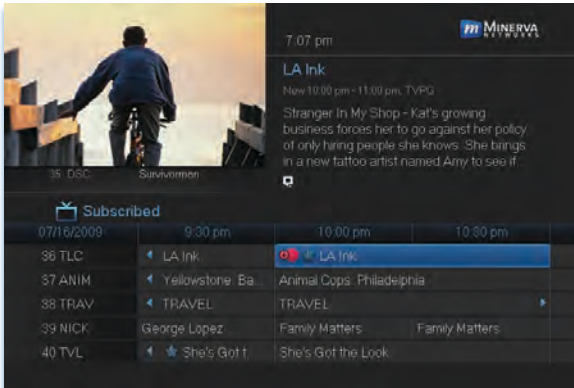 7:07 pm
m MINERVA
NETWORKS
LA Ink
New 10:00 pm - 11:00 pm, TVPG
Stranger In My Shop - Kat's growing
business forces her to go against her policy
of only hiring people she knows. She brings
in a new tattoo artist named Amy to see if
35 DSC Survivorman
Subscribed
07/16/2009 9:30 pm 10:00 pm 10:30 pm
36 TLC LA Ink LA Ink
37 ANIM Yellowstone: Ba... Animal Cops: Philadelphia
38 TRAV TRAVEL TRAVEL
39 NICK George Lopez Family Matters Family Matters
40 TVL She's Got t She's Got the Look